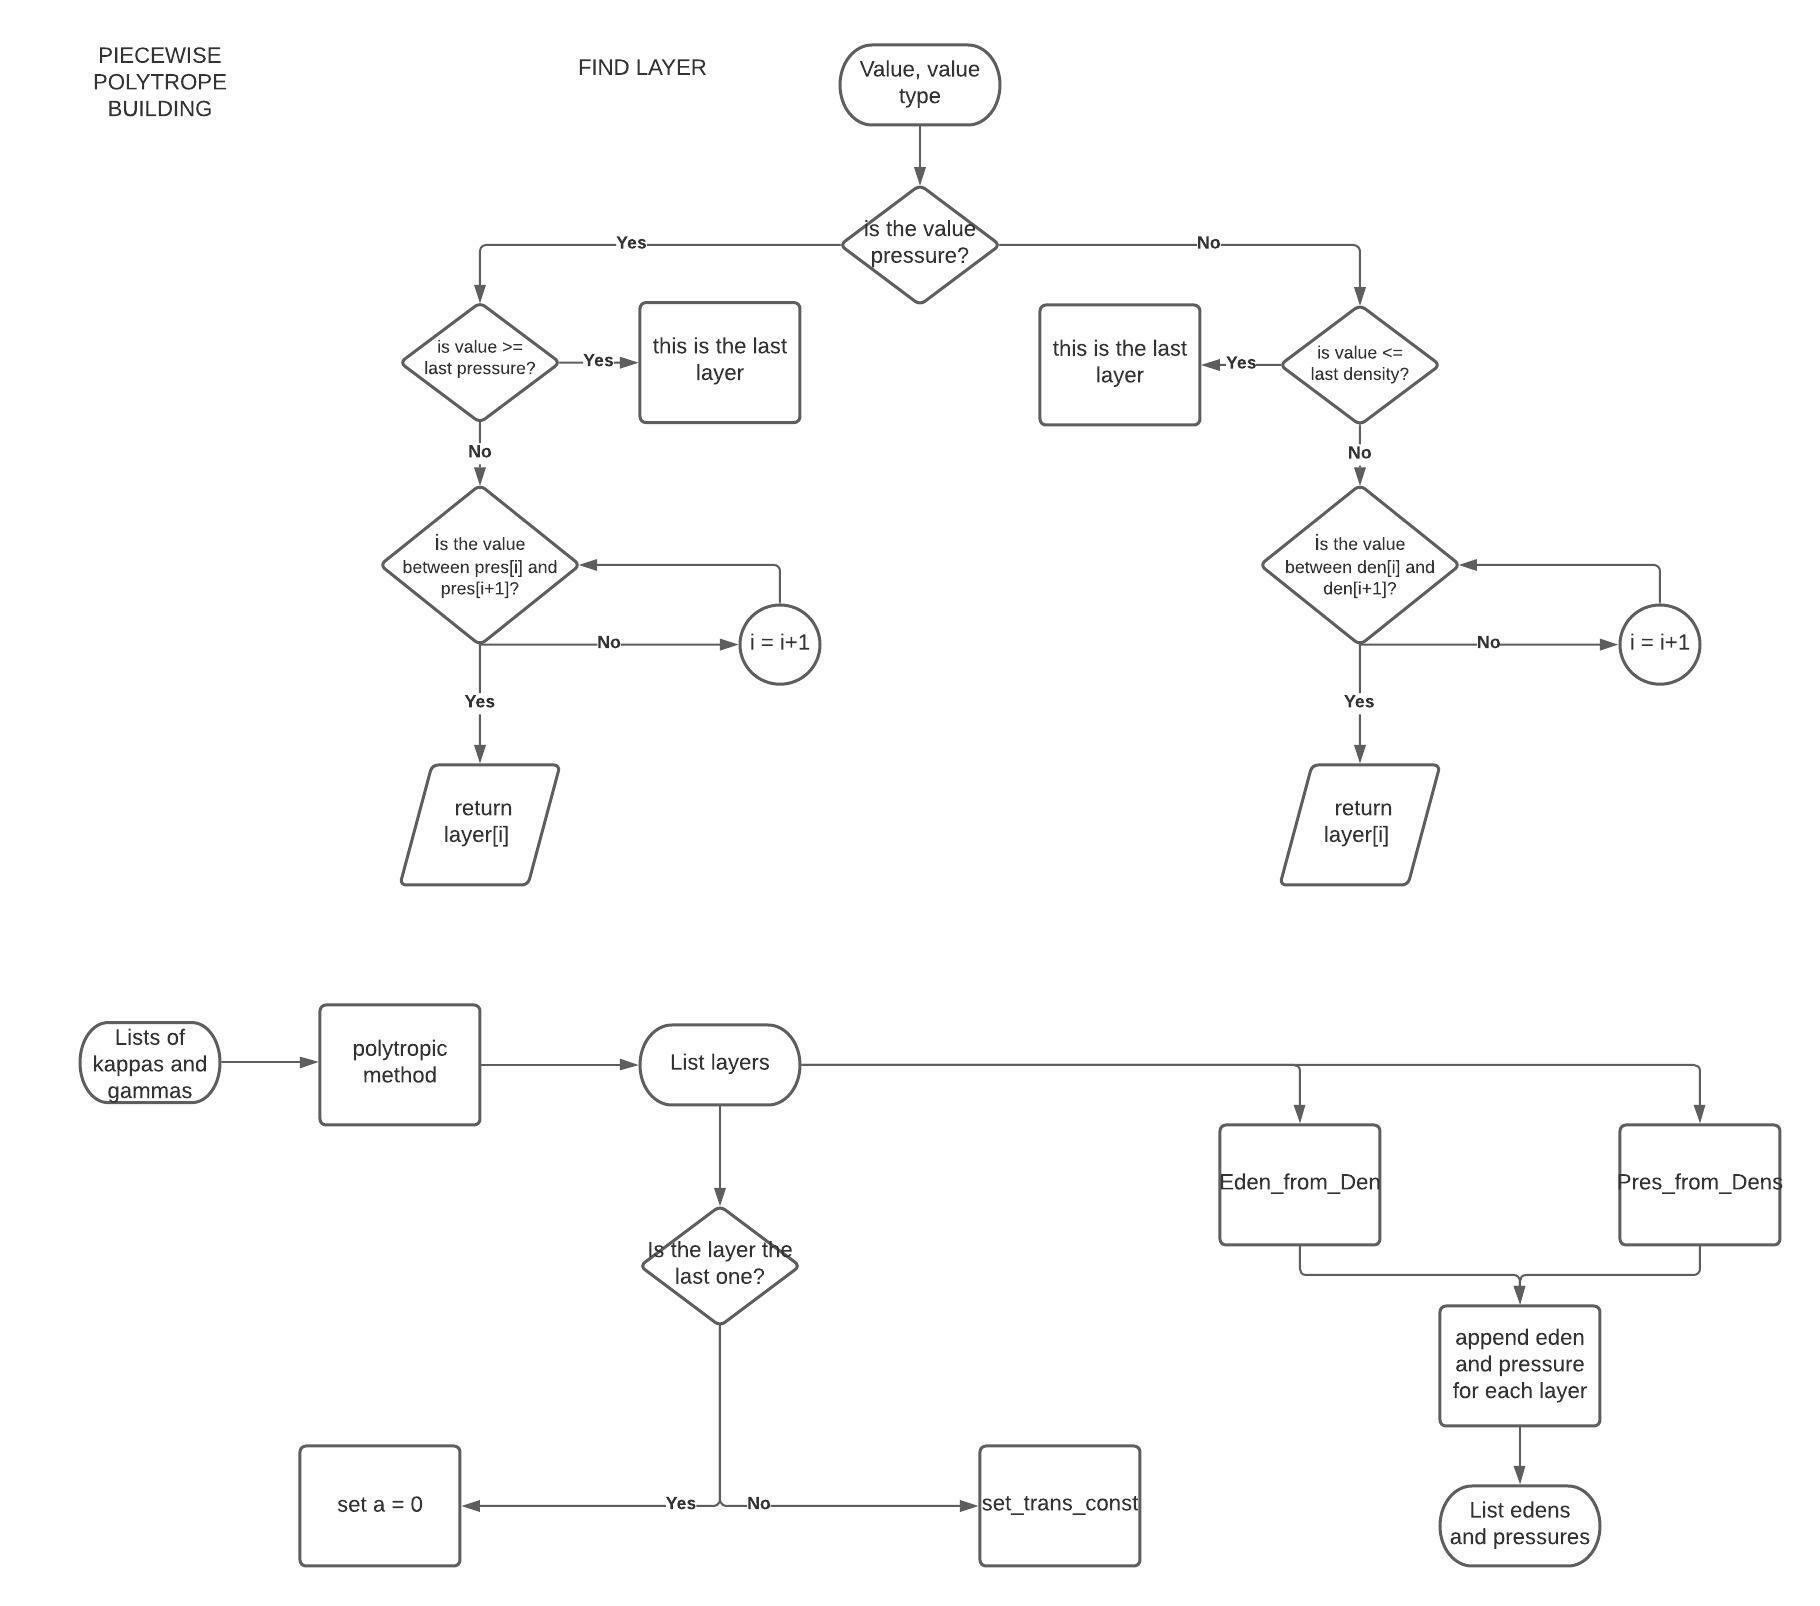 PIECEWISE
POLYTROPE
BUILDING
FIND LAYER
Value, value
type
is the value
pressure?
Yes
No
is value >=
last pressure?
Yes
this is the last
layer
this is the last
layer
Yes
is value <=
last density?
No
No
is the value
between pres[i] and
pres[i+1]?
No
i = i+1
Yes
return
layer[i]
is the value
between den[i] and
den[i+1]?
No
i = i+1
Yes
return
layer[i]
Lists of
kappas and
gammas
polytropic
method
List layers
Eden_from_Den
Pres_from_Dens
Is the layer the
last one?
append eden
and pressure
for each layer
set a = 0
Yes
No
set_trans_const
List edens
and pressures